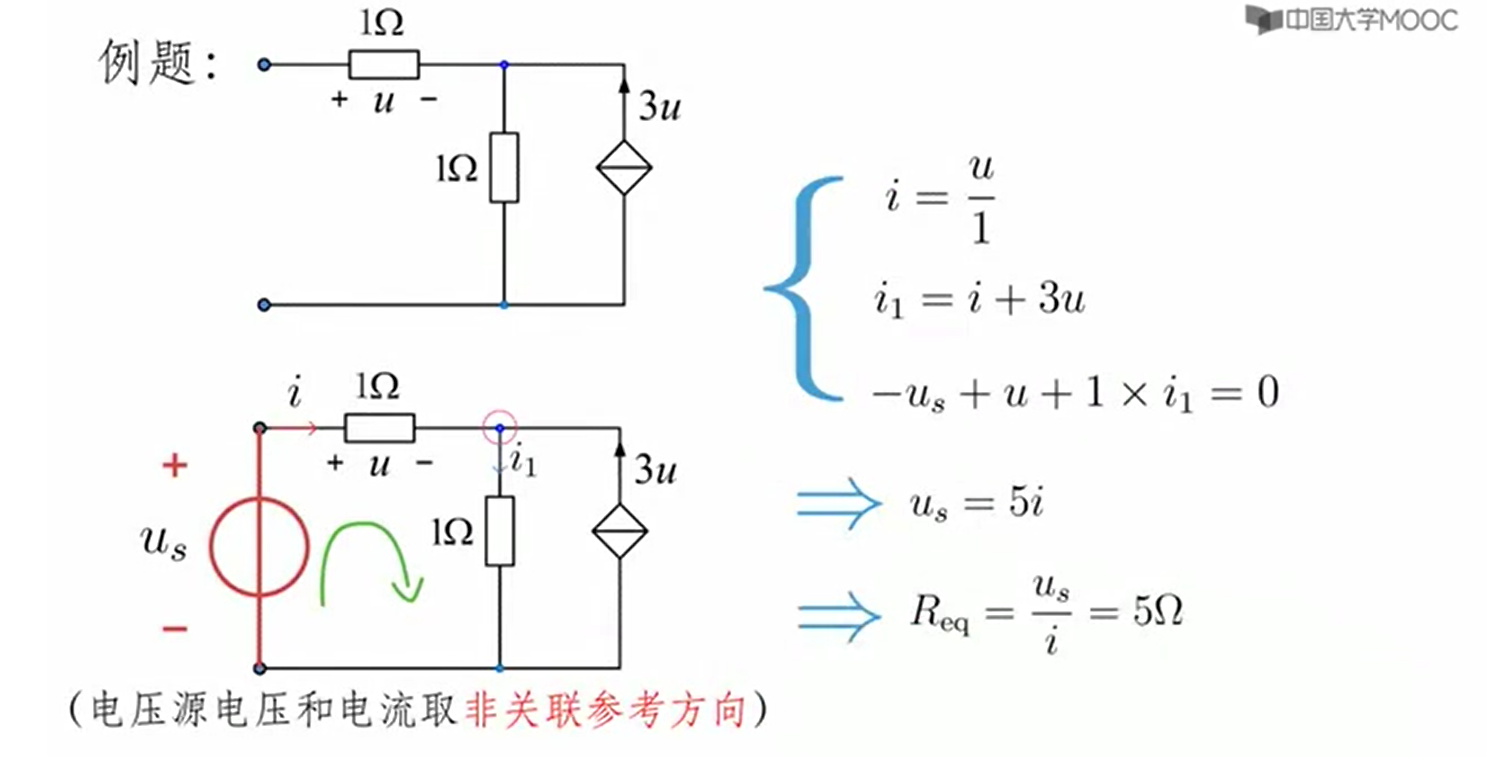 中国大学MOOC
例题：
1Ω
+ u −
1Ω
3u
i = u/1
i₁ = i + 3u
−uₛ + u + 1 × i₁ = 0
i
1Ω
+ u −
i₁
3u
+
uₛ
−
1Ω
⇒ uₛ = 5i
⇒ R_eq = uₛ/i = 5Ω
（电压源电压和电流取非关联参考方向）